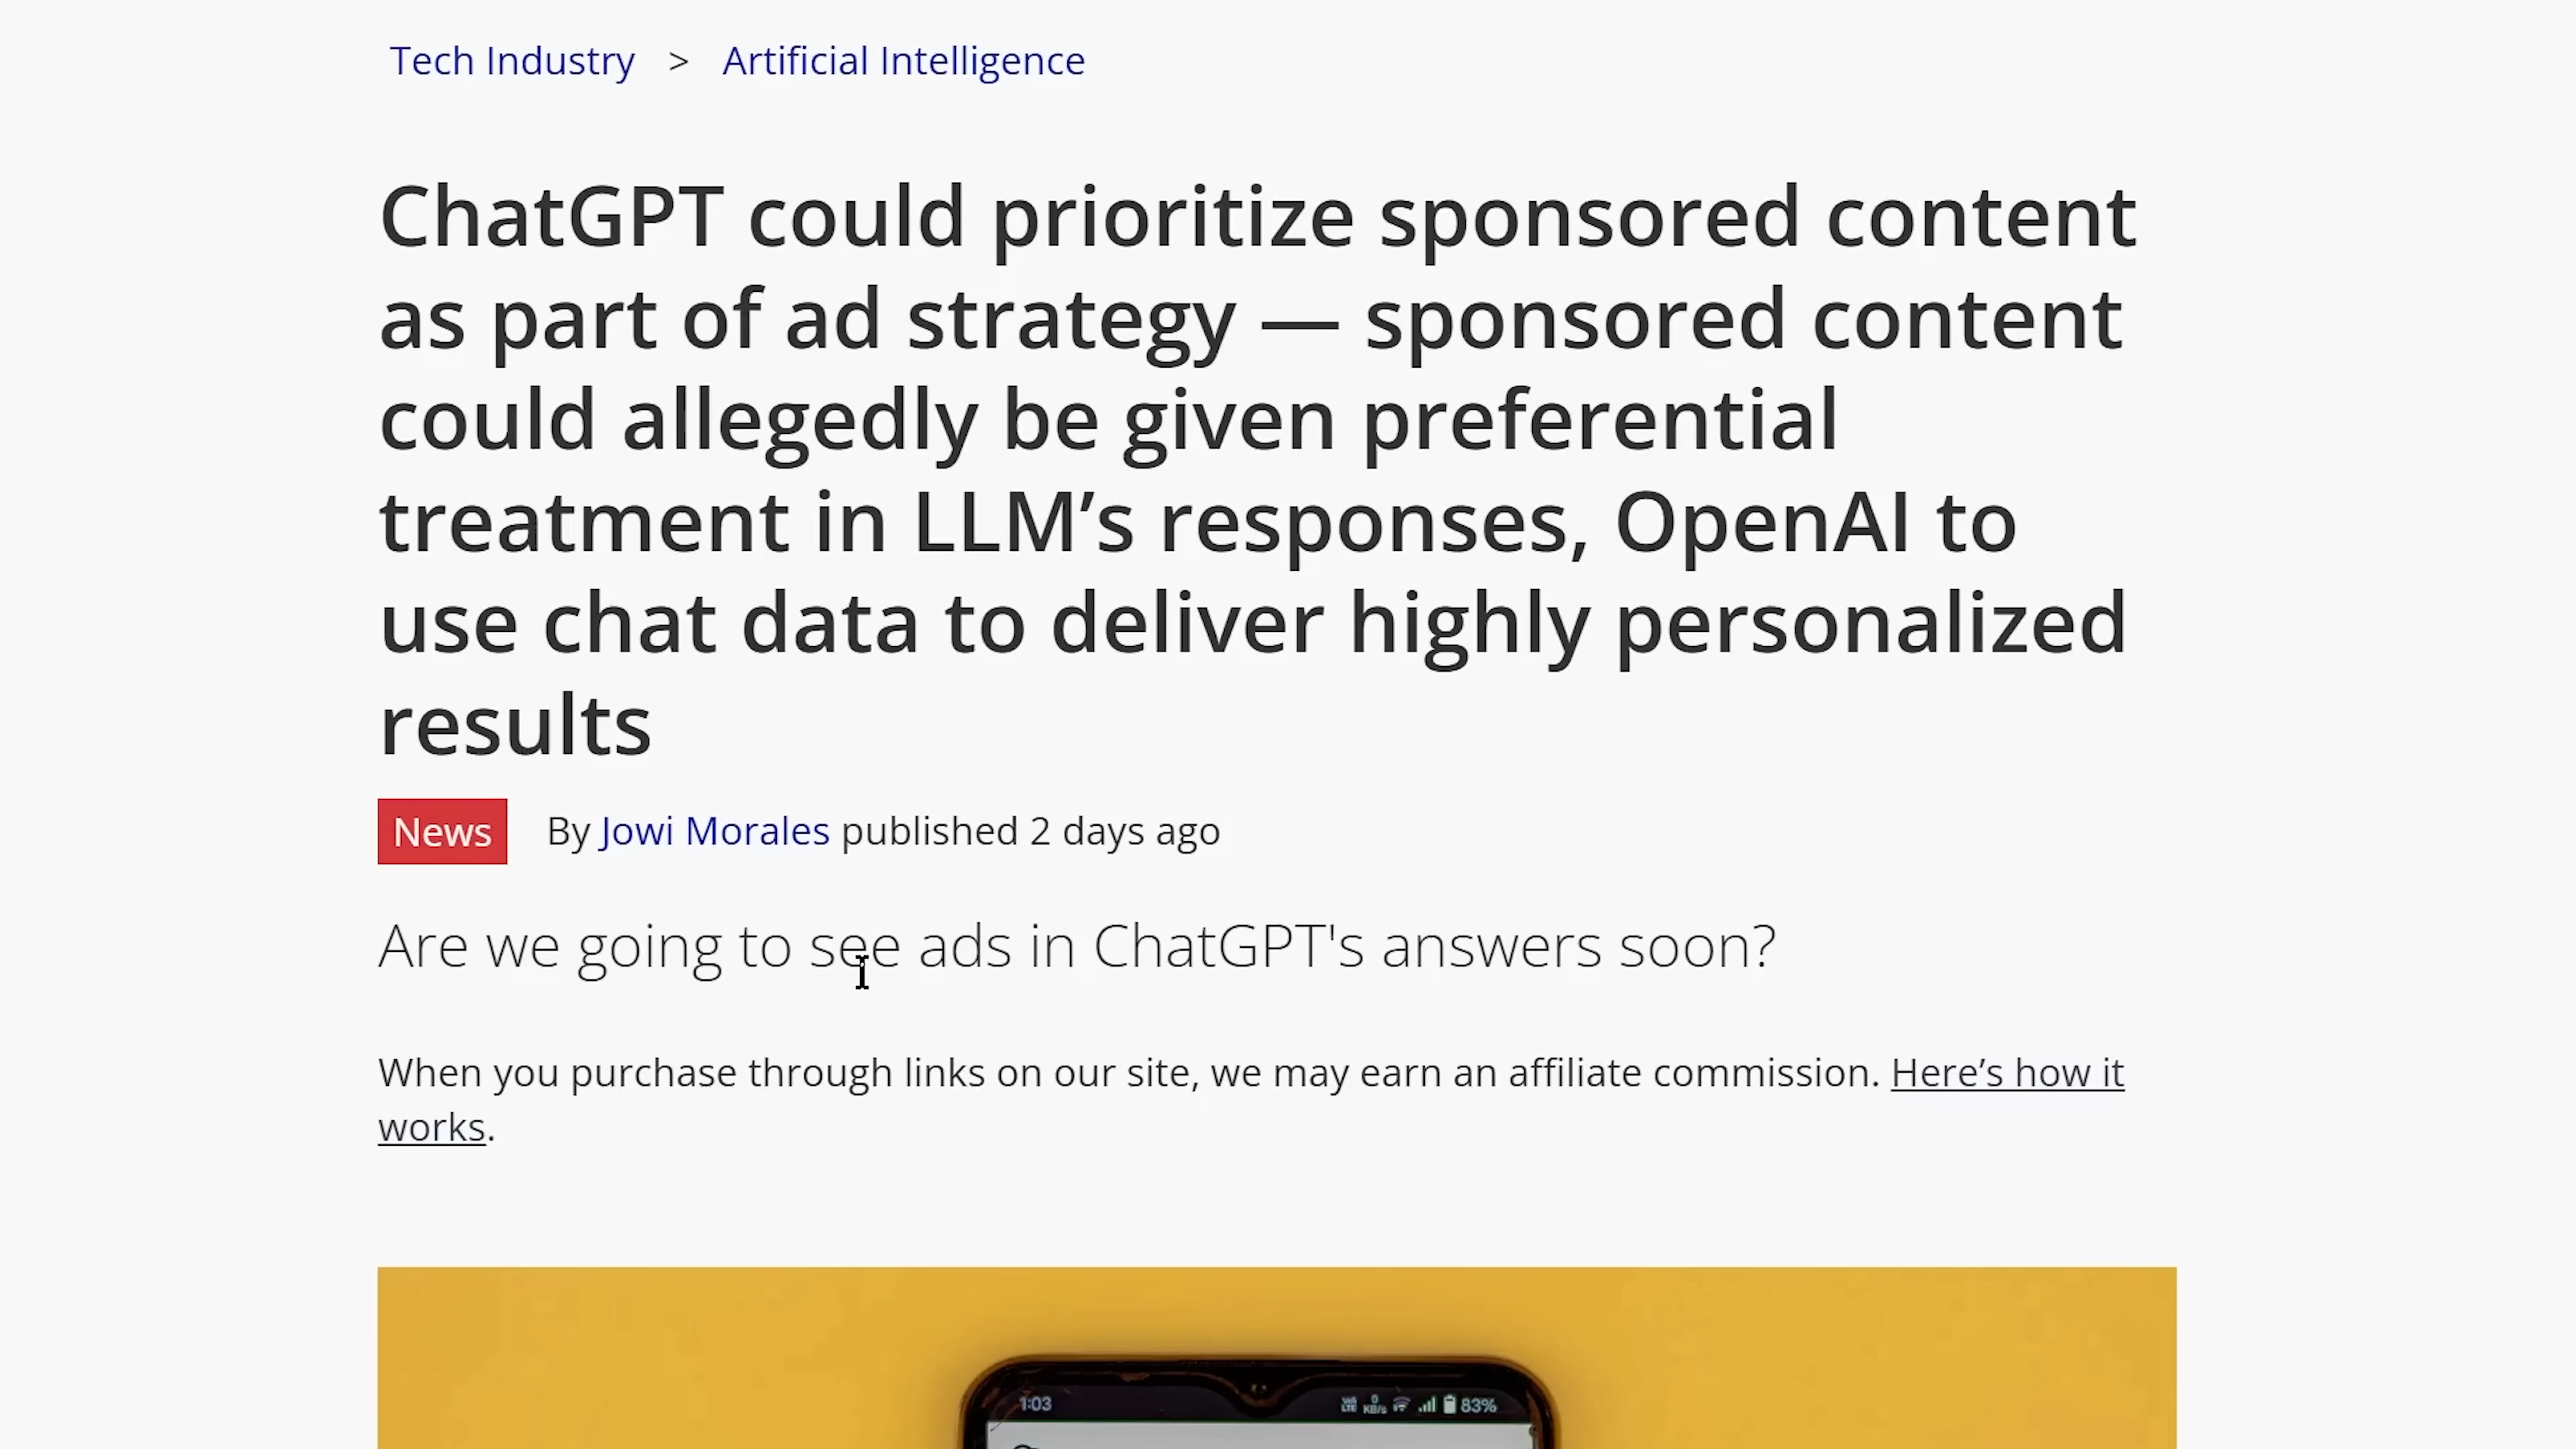 Tech Industry > Artificial Intelligence
ChatGPT could prioritize sponsored content
as part of ad strategy — sponsored content
could allegedly be given preferential
treatment in LLM’s responses, OpenAI to
use chat data to deliver highly personalized
results
News By Jowi Morales published 2 days ago
Are we going to see ads in ChatGPT's answers soon?
When you purchase through links on our site, we may earn an affiliate commission. Here’s how it
works.
1:03 83%